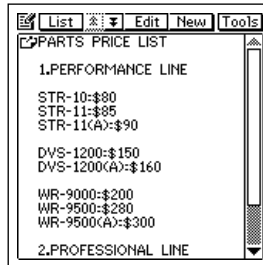 List Edit New Tools
PARTS PRICE LIST
1.PERFORMANCE LINE
STR-10=$80
STR-11=$85
STR-11(A)=$90
DVS-1200=$150
DVS-1200(A)=$160
WR-9000=$200
WR-9500=$280
WR-9500(A)=$300
2.PROFESSIONAL LINE